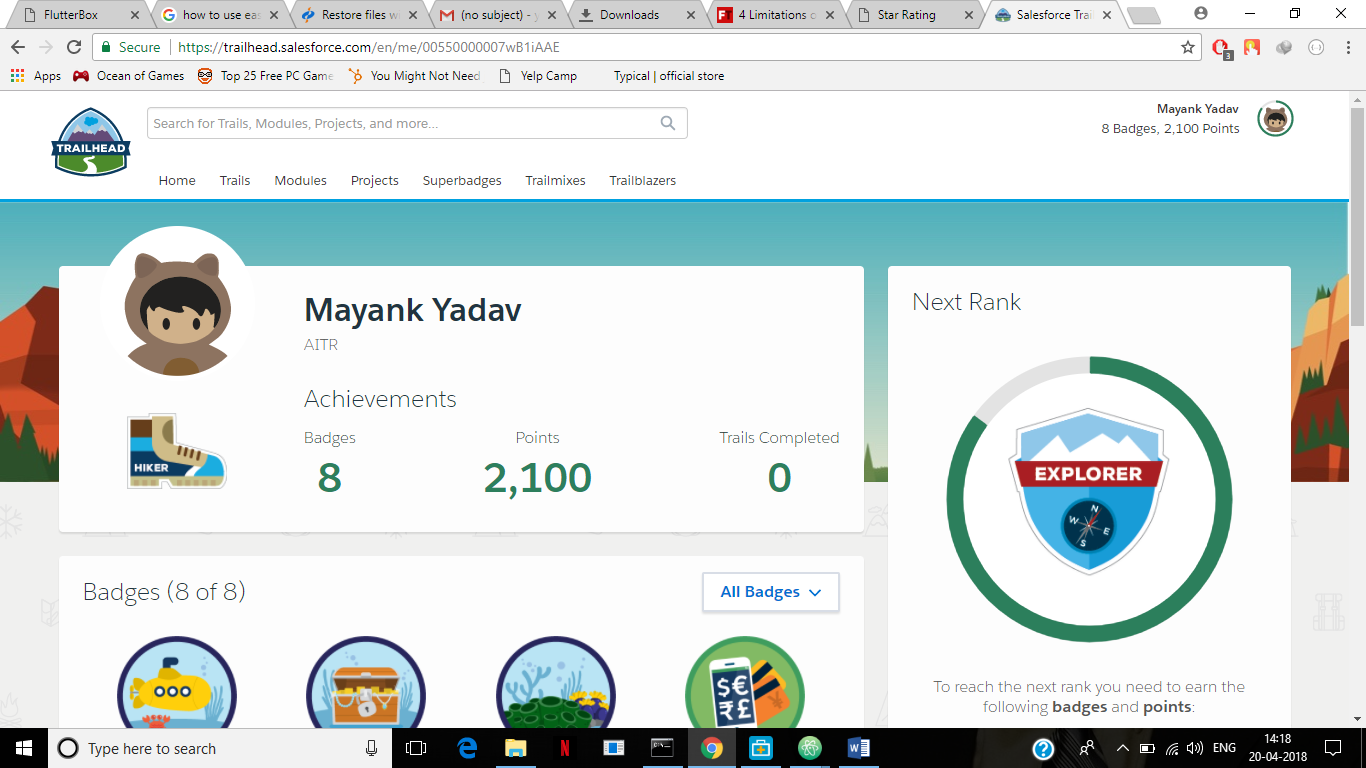 FlutterBox
how to use eas
Restore files wi
(no subject) - y
Downloads
4 Limitations o
Star Rating
Salesforce Trail
Secure
https://trailhead.salesforce.com/en/me/00550000007wB1iAAE
3
Apps
Ocean of Games
Top 25 Free PC Game
You Might Not Need
Yelp Camp
Typical | official store
TRAILHEAD
Search for Trails, Modules, Projects, and more...
Mayank Yadav
8 Badges, 2,100 Points
Home
Trails
Modules
Projects
Superbadges
Trailmixes
Trailblazers
Mayank Yadav
AITR
Achievements
HIKER
Badges
8
Points
2,100
Trails Completed
0
Next Rank
EXPLORER
N
W
E
S
To reach the next rank you need to earn the
following badges and points:
Badges (8 of 8)
All Badges
$€
₹£
Type here to search
ENG
14:18
20-04-2018